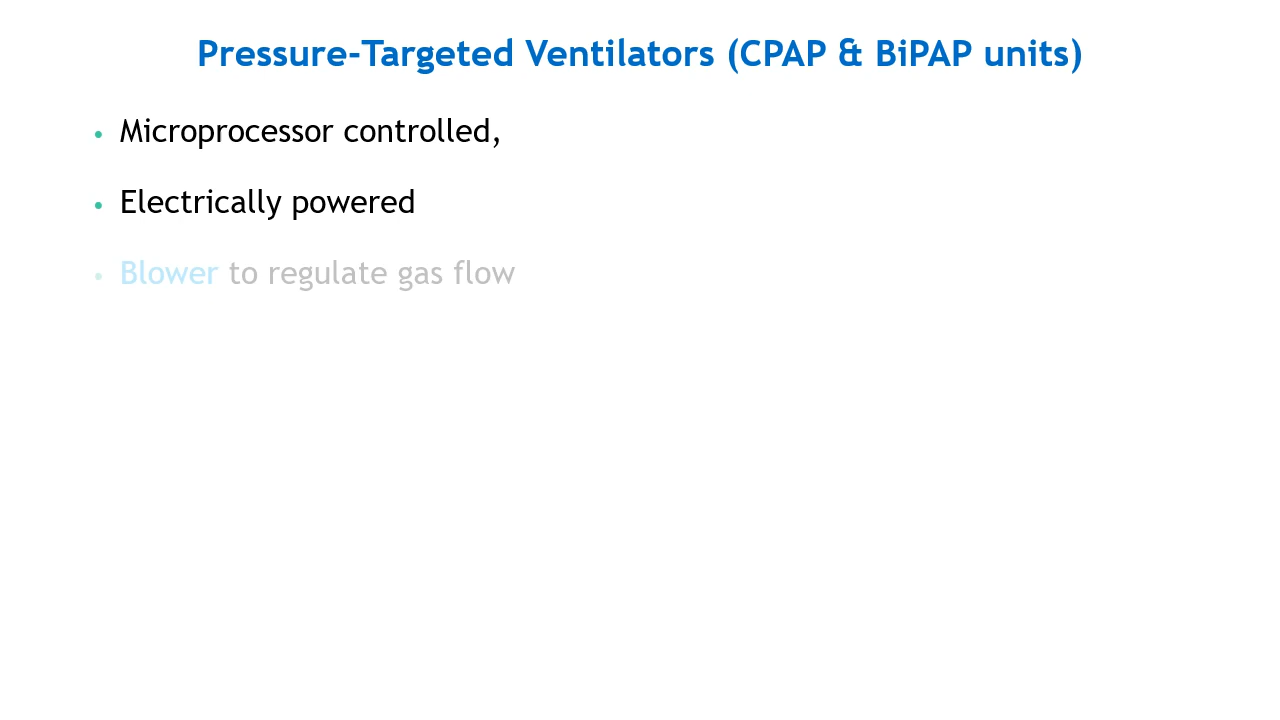 Pressure-Targeted Ventilators (CPAP & BiPAP units)
• Microprocessor controlled,
• Electrically powered
• Blower to regulate gas flow